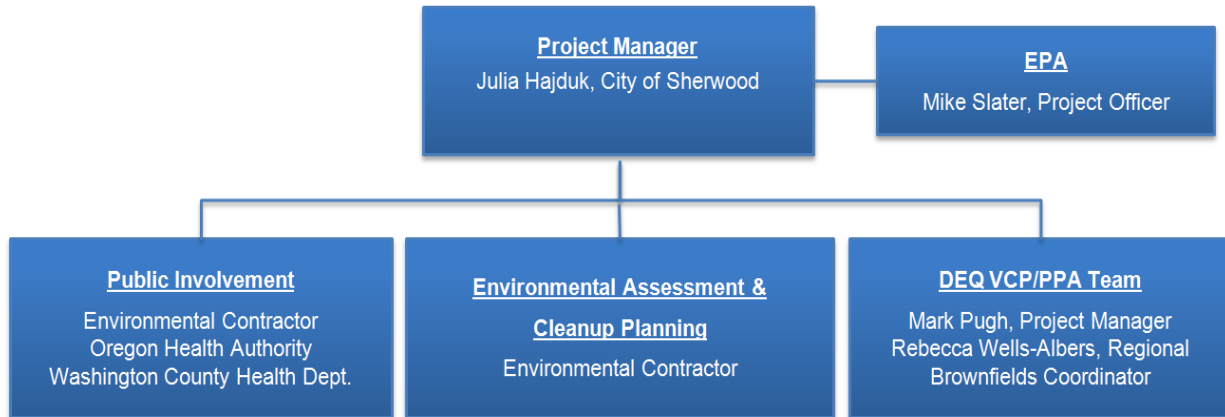 Project Manager
Julia Hajduk, City of Sherwood
EPA
Mike Slater, Project Officer
Public Involvement
Environmental Contractor
Oregon Health Authority
Washington County Health Dept.
Environmental Assessment &
Cleanup Planning
Environmental Contractor
DEQ VCP/PPA Team
Mark Pugh, Project Manager
Rebecca Wells-Albers, Regional
Brownfields Coordinator